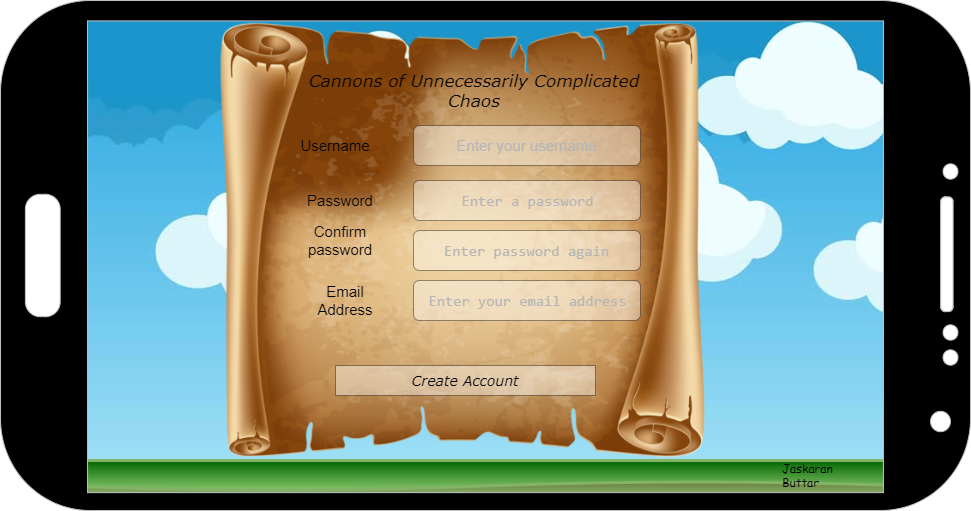 Cannons of Unnecessarily Complicated
Chaos
Username
Enter your username
Password
Enter a password
Confirm
password
Enter password again
Email
Address
Enter your email address
Create Account
Jaskaran
Buttar